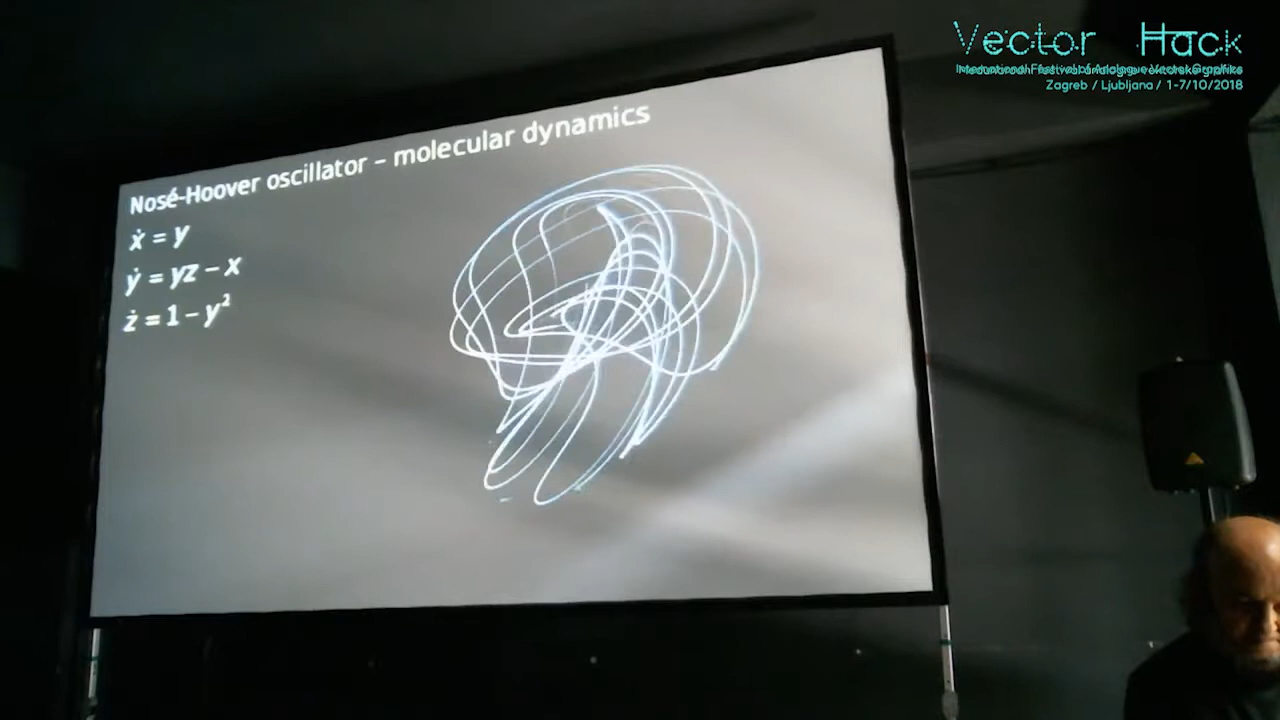 Vector Hack
Zagreb / Ljubljana / 1-7/10/2018
Nosé-Hoover oscillator – molecular dynamics
ẋ = y
ẏ = yz − x
ż = 1 − y²